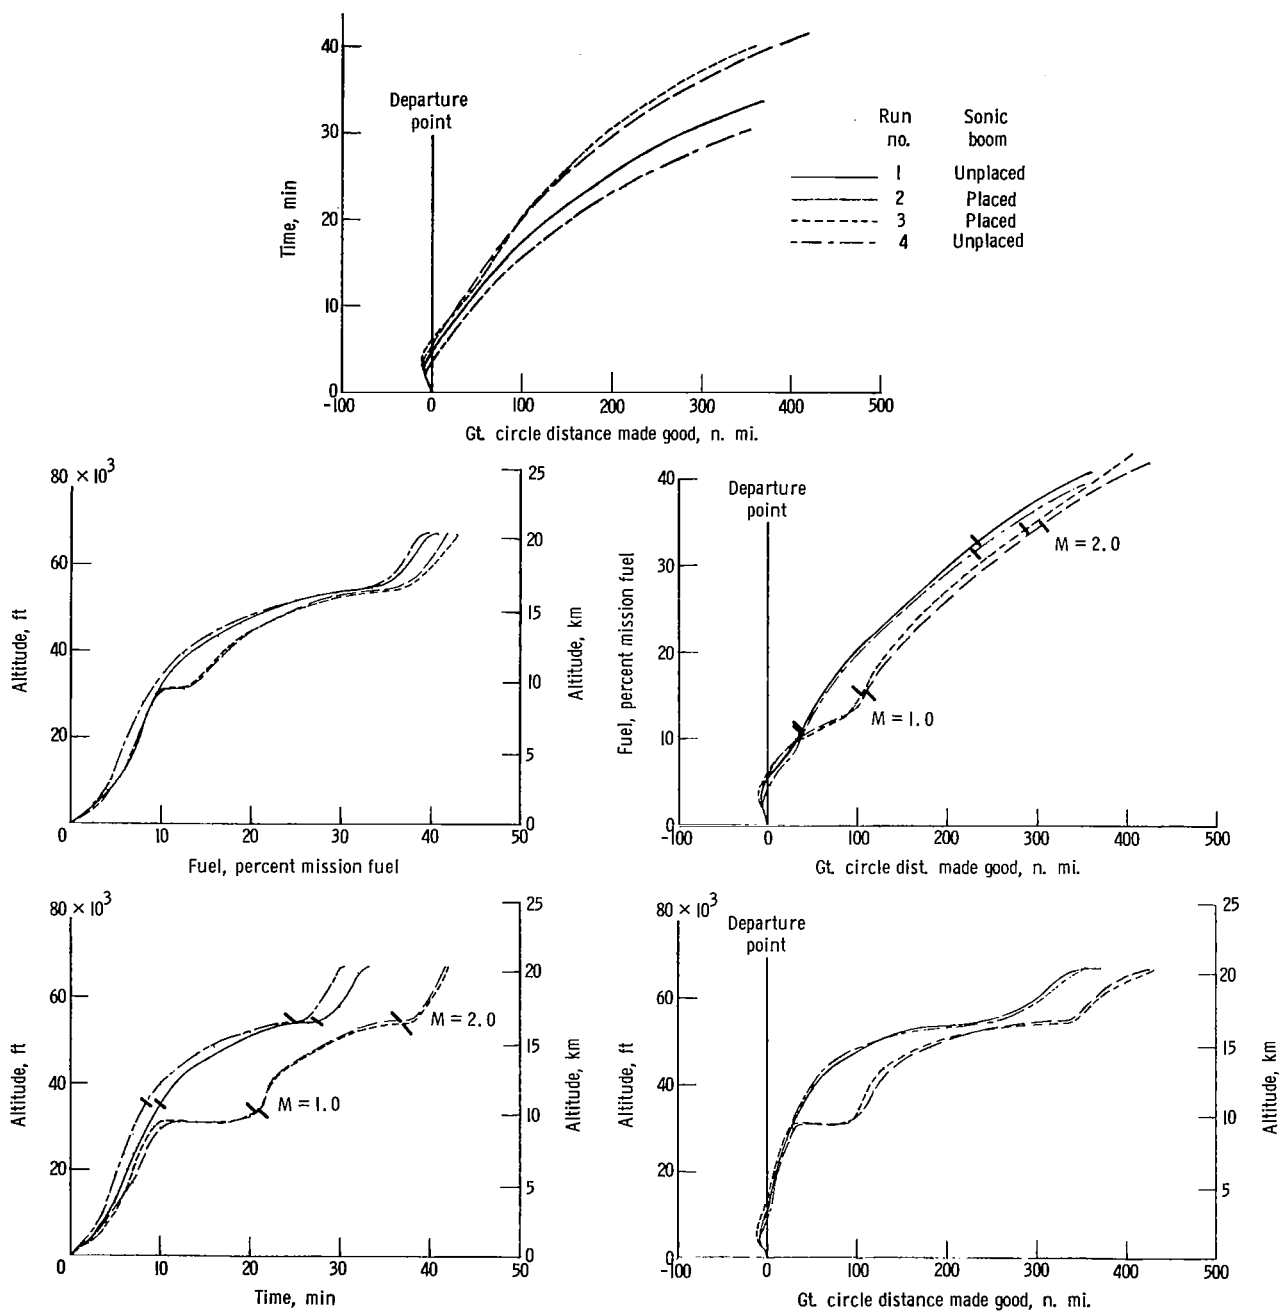 40
Departure
point
30
Time, min
20
10
0
-100 0 100 200 300 400 500
Gt. circle distance made good, n. mi.
Run Sonic
no. boom
1 Unplaced
2 Placed
3 Placed
4 Unplaced
80 × 10³
60
40
20
0
Altitude, ft
25
20
15
10
5
0
Altitude, km
0 10 20 30 40 50
Fuel, percent mission fuel
40
30
20
10
0
Fuel, percent mission fuel
Departure
point
M = 2.0
M = 1.0
-100 0 100 200 300 400 500
Gt. circle dist. made good, n. mi.
80 × 10³
60
40
20
Altitude, ft
25
20
15
10
5
0
Altitude, km
M = 2.0
M = 1.0
0 10 20 30 40 50
Time, min
80 × 10³
60
40
20
0
Altitude, ft
Departure
point
25
20
15
10
5
Altitude, km
-100 0 100 200 300 400 500
Gt. circle distance made good, n. mi.